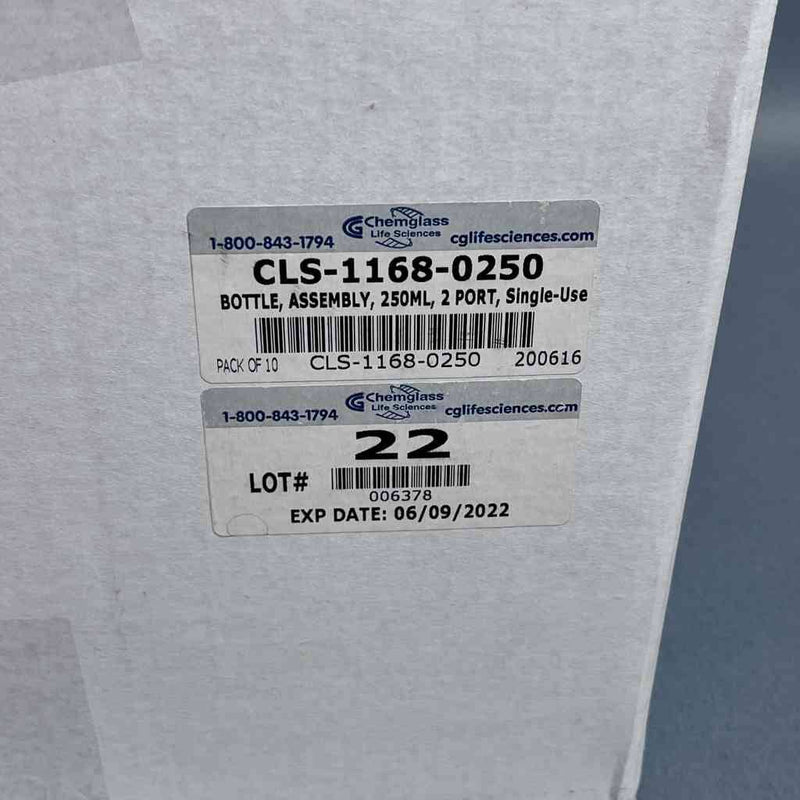 Chemglass
Life Sciences
1-800-843-1794
cglifesciences.com
CLS-1168-0250
BOTTLE, ASSEMBLY, 250ML, 2 PORT, Single-Use
PACK OF 10 CLS-1168-0250 200616
Chemglass
Life Sciences
1-800-843-1794
cglifesciences.com
22
LOT#
006378
EXP DATE: 06/09/2022